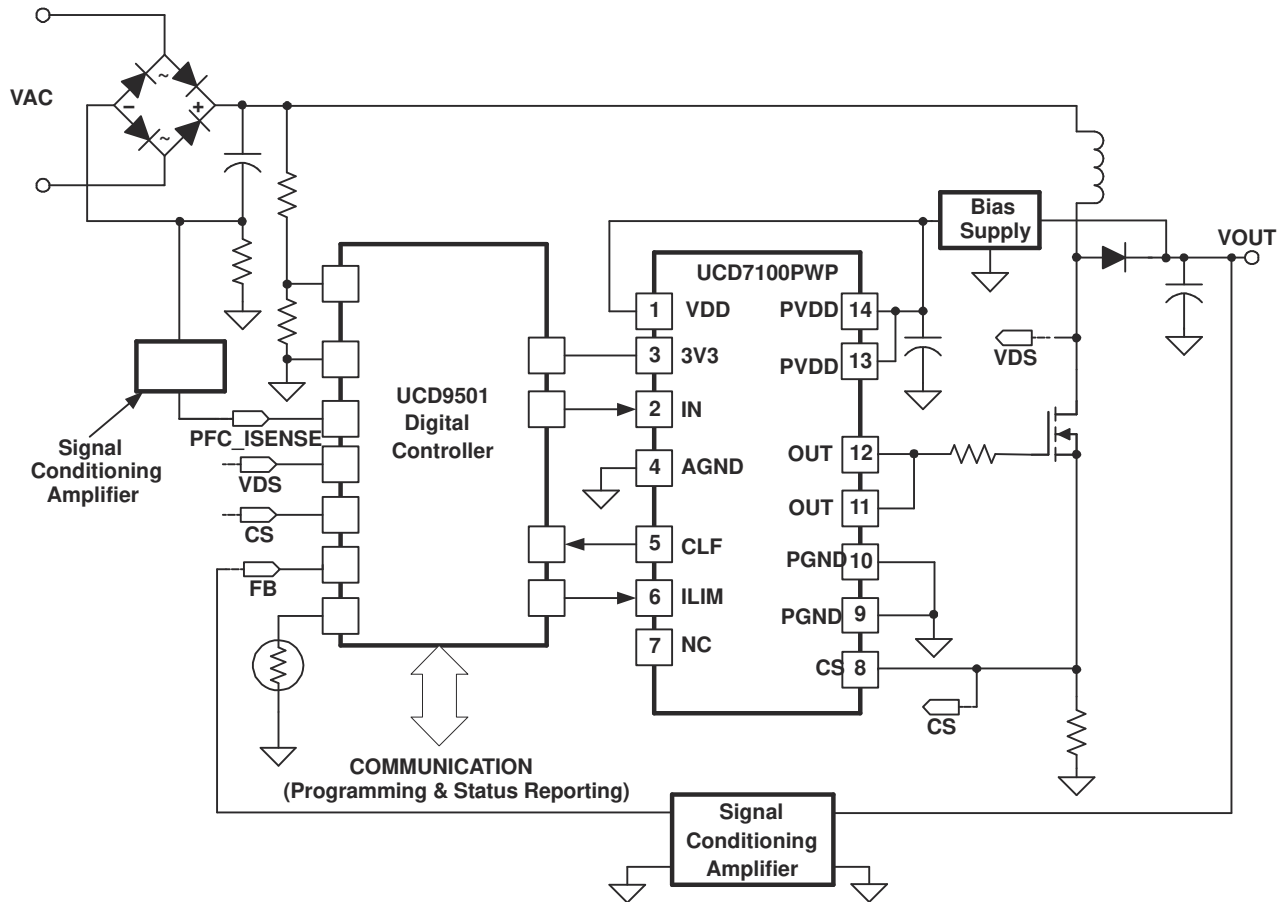 VAC
~
−
+
~
Bias
Supply
VOUT
UCD7100PWP
1
VDD
PVDD
14
3
3V3
PVDD
13
VDS
UCD9501
Digital
Controller
2
IN
PFC_ISENSE
Signal
Conditioning
Amplifier
VDS
4
AGND
OUT
12
CS
OUT
11
5
CLF
PGND
10
FB
6
ILIM
PGND
9
7
NC
CS
8
CS
COMMUNICATION
(Programming & Status Reporting)
Signal
Conditioning
Amplifier